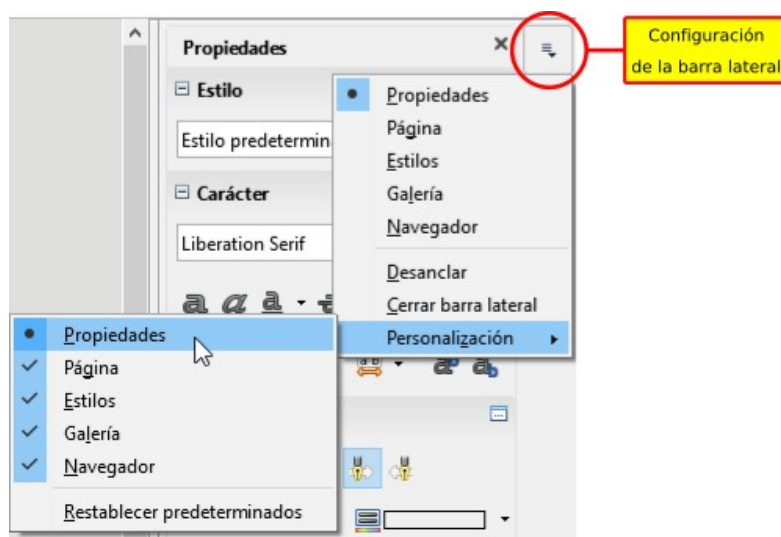 Propiedades
Configuración
de la barra lateral
Estilo
Estilo predetermin
Carácter
Liberation Serif
Propiedades
Página
Estilos
Galería
Navegador
Desanclar
Cerrar barra lateral
Personalización
Propiedades
Página
Estilos
Galería
Navegador
Restablecer predeterminados